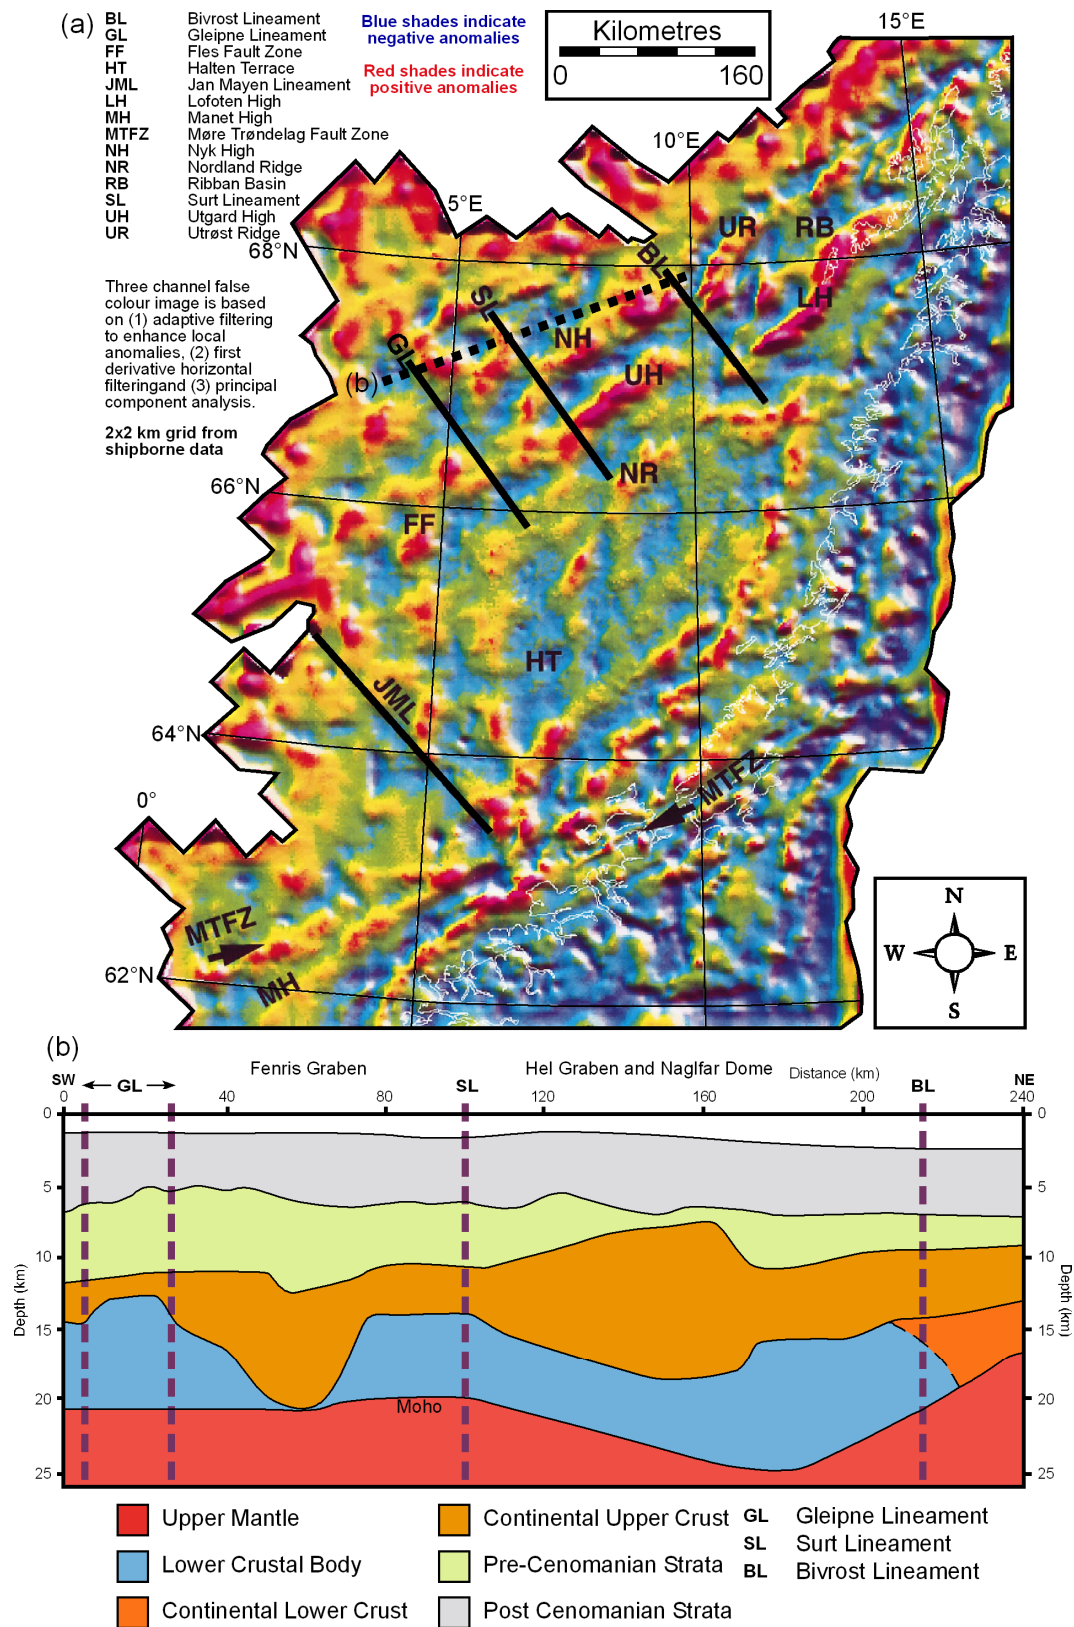 (a)
BL Bivrost Lineament
GL Gleipne Lineament
FF Fles Fault Zone
HT Halten Terrace
JML Jan Mayen Lineament
LH Lofoten High
MH Manet High
MTFZ Møre Trøndelag Fault Zone
NH Nyk High
NR Nordland Ridge
RB Ribban Basin
SL Surt Lineament
UH Utgard High
UR Utrøst Ridge
Blue shades indicate
negative anomalies
Red shades indicate
positive anomalies
Kilometres
0 160
Three channel false
colour image is based
on (1) adaptive filtering
to enhance local
anomalies, (2) first
derivative horizontal
filteringand (3) principal
component analysis.
2x2 km grid from
shipborne data
15°E
10°E
5°E
0°
68°N
66°N
64°N
62°N
UR
RB
BL
LH
SL
NH
GL
(b)
UH
NR
FF
HT
JML
MTFZ
MTFZ
MH
N
W E
S
(b)
SW GL Fenris Graben SL Hel Graben and Naglfar Dome Distance (km) BL NE
0 40 80 120 160 200 240
0 0
5 5
10 10
15 15
20 20
25 25
Depth (km)
Depth (km)
Moho
Upper Mantle
Lower Crustal Body
Continental Lower Crust
Continental Upper Crust
Pre-Cenomanian Strata
Post Cenomanian Strata
GL Gleipne Lineament
SL Surt Lineament
BL Bivrost Lineament